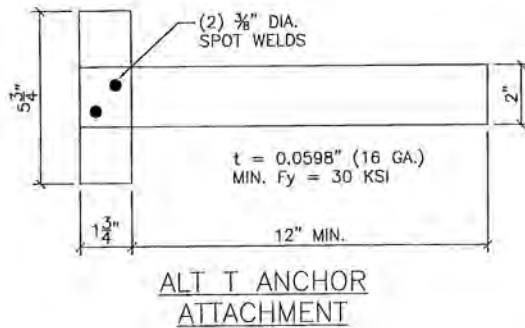 (2) ⅜" DIA.
SPOT WELDS
5¾"
2"
t = 0.0598" (16 GA.)
MIN. Fy = 30 KSI
1¾"
12" MIN.
ALT T ANCHOR
ATTACHMENT